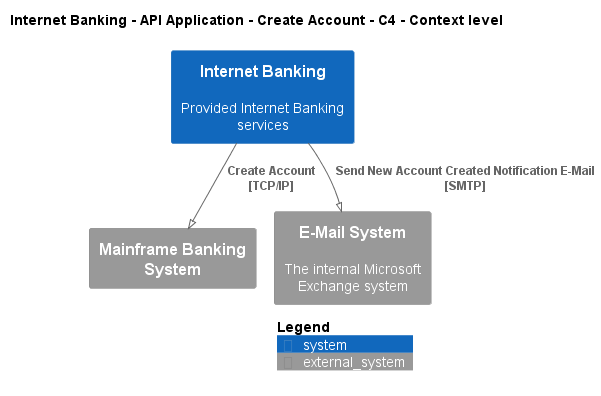 Internet Banking - API Application - Create Account - C4 - Context level
Internet Banking
Provided Internet Banking
services
Create Account
[TCP/IP]
Send New Account Created Notification E-Mail
[SMTP]
Mainframe Banking
System
E-Mail System
The internal Microsoft
Exchange system
Legend
system
external_system